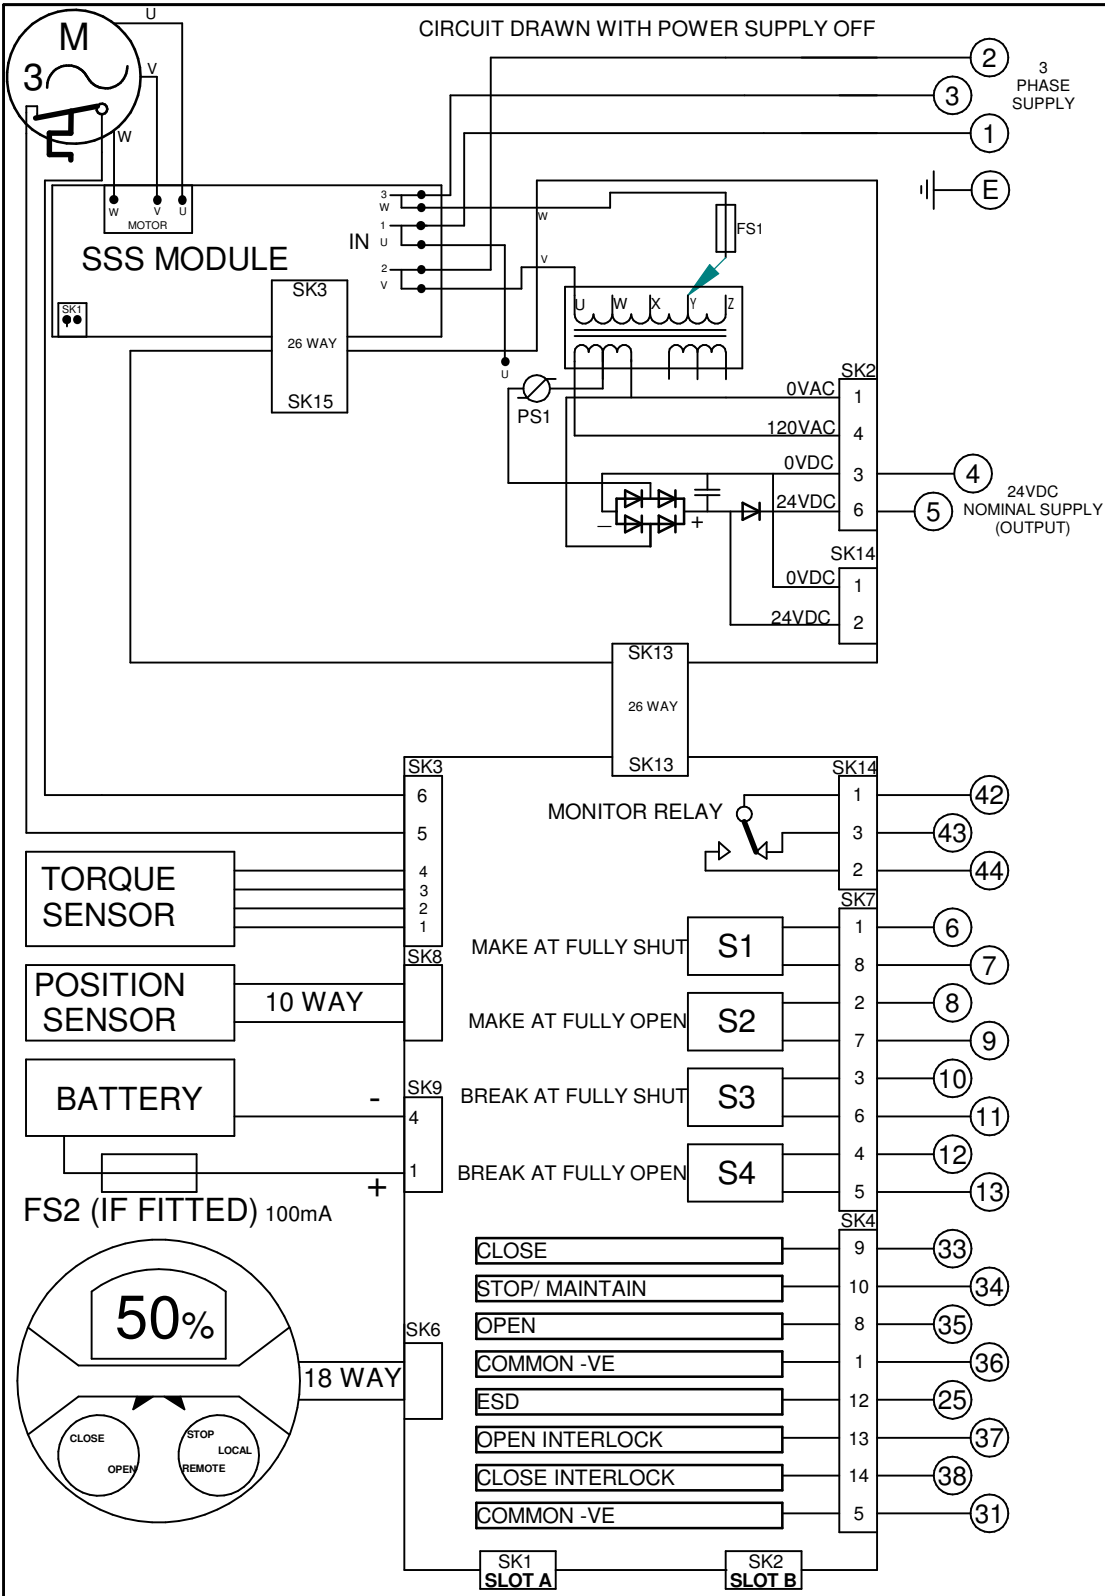 CIRCUIT DRAWN WITH POWER SUPPLY OFF
U
M
3
V
W
2
3
1
3
PHASE
SUPPLY
E
W V U
MOTOR
SSS MODULE
IN
3
W
1
U
2
V
W
V
U
FS1
SK1
SK3
26 WAY
SK15
U W X Y Z
PS1
SK2
0VAC 1
120VAC 4
0VDC 3 4
24VDC 6 5
24VDC
NOMINAL SUPPLY
(OUTPUT)
– +
SK14
0VDC 1
24VDC 2
SK13
26 WAY
SK13
SK3
6
5
4
3
2
1
TORQUE
SENSOR
SK8
POSITION
SENSOR
10 WAY
BATTERY
SK9
- 4
+ 1
FS2 (IF FITTED) 100mA
50%
SK6
18 WAY
CLOSE
OPEN
STOP
LOCAL
REMOTE
SK14
MONITOR RELAY
1 42
3 43
2 44
SK7
MAKE AT FULLY SHUT S1
1 6
8 7
MAKE AT FULLY OPEN S2
2 8
7 9
BREAK AT FULLY SHUT S3
3 10
6 11
BREAK AT FULLY OPEN S4
4 12
5 13
SK4
CLOSE 9 33
STOP/ MAINTAIN 10 34
OPEN 8 35
COMMON -VE 1 36
ESD 12 25
OPEN INTERLOCK 13 37
CLOSE INTERLOCK 14 38
COMMON -VE 5 31
SK1
SLOT A
SK2
SLOT B